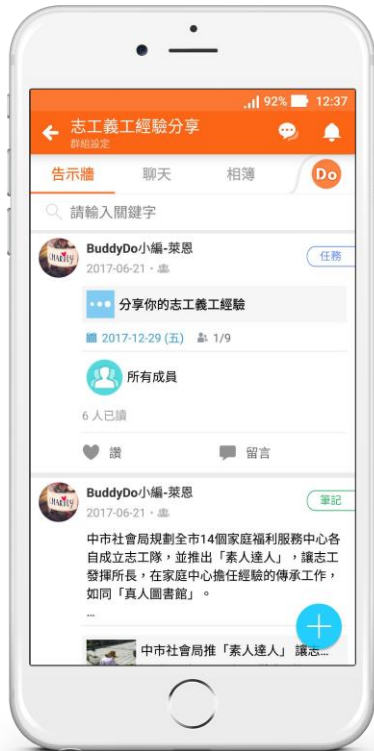 92% 12:37
志工義工經驗分享
群組設定
告示牆 聊天 相簿 Do
請輸入關鍵字
BuddyDo小編-萊恩 任務
2017-06-21・
分享你的志工義工經驗
2017-12-29 (五) 1/9
所有成員
6 人已讀
讚 留言
BuddyDo小編-萊恩 筆記
2017-06-21・
中市社會局規劃全市14個家庭福利服務中心各
自成立志工隊，並推出「素人達人」，讓志工
發揮所長，在家庭中心擔任經驗的傳承工作，
如同「真人圖書館」。
...
中市社會局推「素人達人」 讓志...